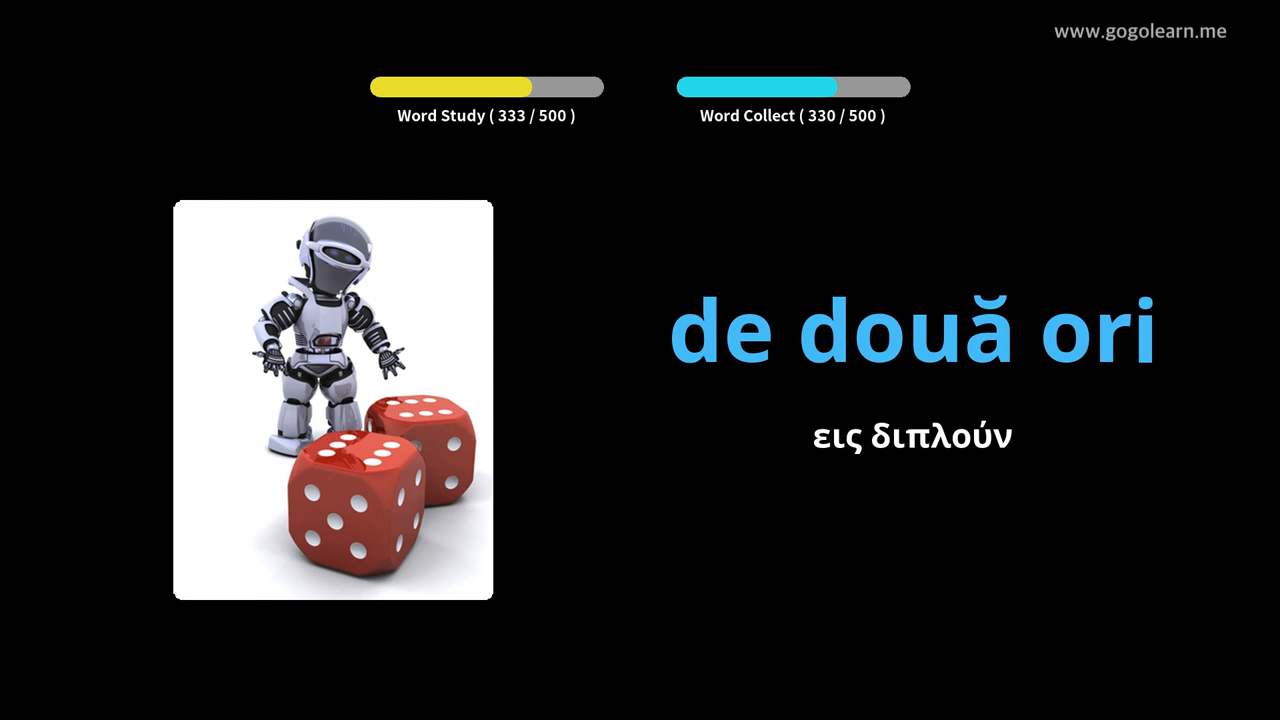 www.gogolearn.me
Word Study ( 333 / 500 )
Word Collect ( 330 / 500 )
de două ori
εις διπλούν